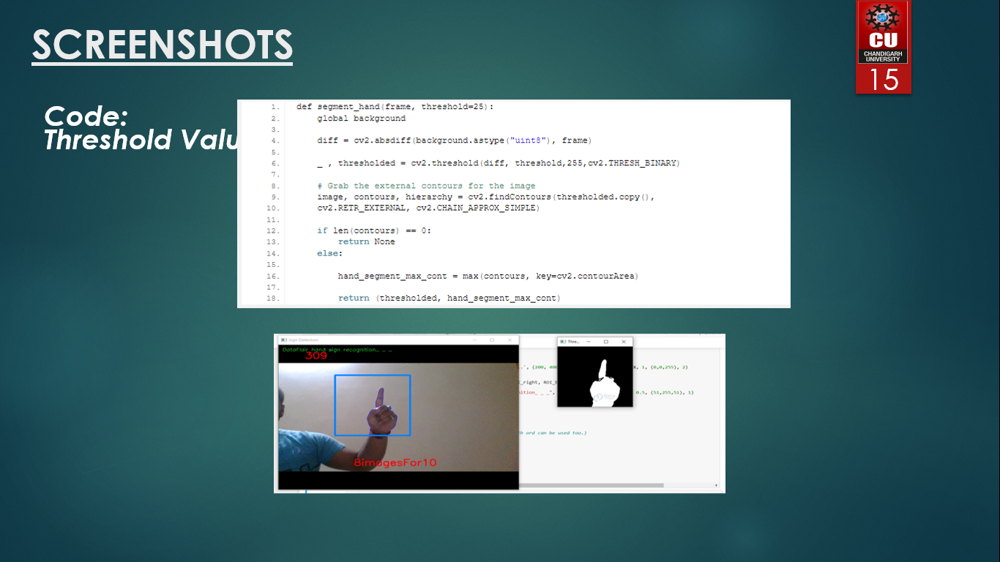 SCREENSHOTS
CU
CHANDIGARH
UNIVERSITY
15
Code:
Threshold Valu
1. def segment_hand(frame, threshold=25):
2. global background
3.
4. diff = cv2.absdiff(background.astype("uint8"), frame)
5.
6. _ , thresholded = cv2.threshold(diff, threshold,255,cv2.THRESH_BINARY)
7.
8. # Grab the external contours for the image
9. image, contours, hierarchy = cv2.findContours(thresholded.copy(),
10. cv2.RETR_EXTERNAL, cv2.CHAIN_APPROX_SIMPLE)
11.
12. if len(contours) == 0:
13. return None
14. else:
15.
16. hand_segment_max_cont = max(contours, key=cv2.contourArea)
17.
18. return (thresholded, hand_segment_max_cont)
Sign Detection
DataFlair hand sign recognition_ _ _
309
8imagesFor10
Thre..
Data
.", (200, 400
X, 1, (0,0,255), 2)
_right, ROI_t
nition_ _ _",
0.5, (51,255,51), 1)
h ord can be used too.)